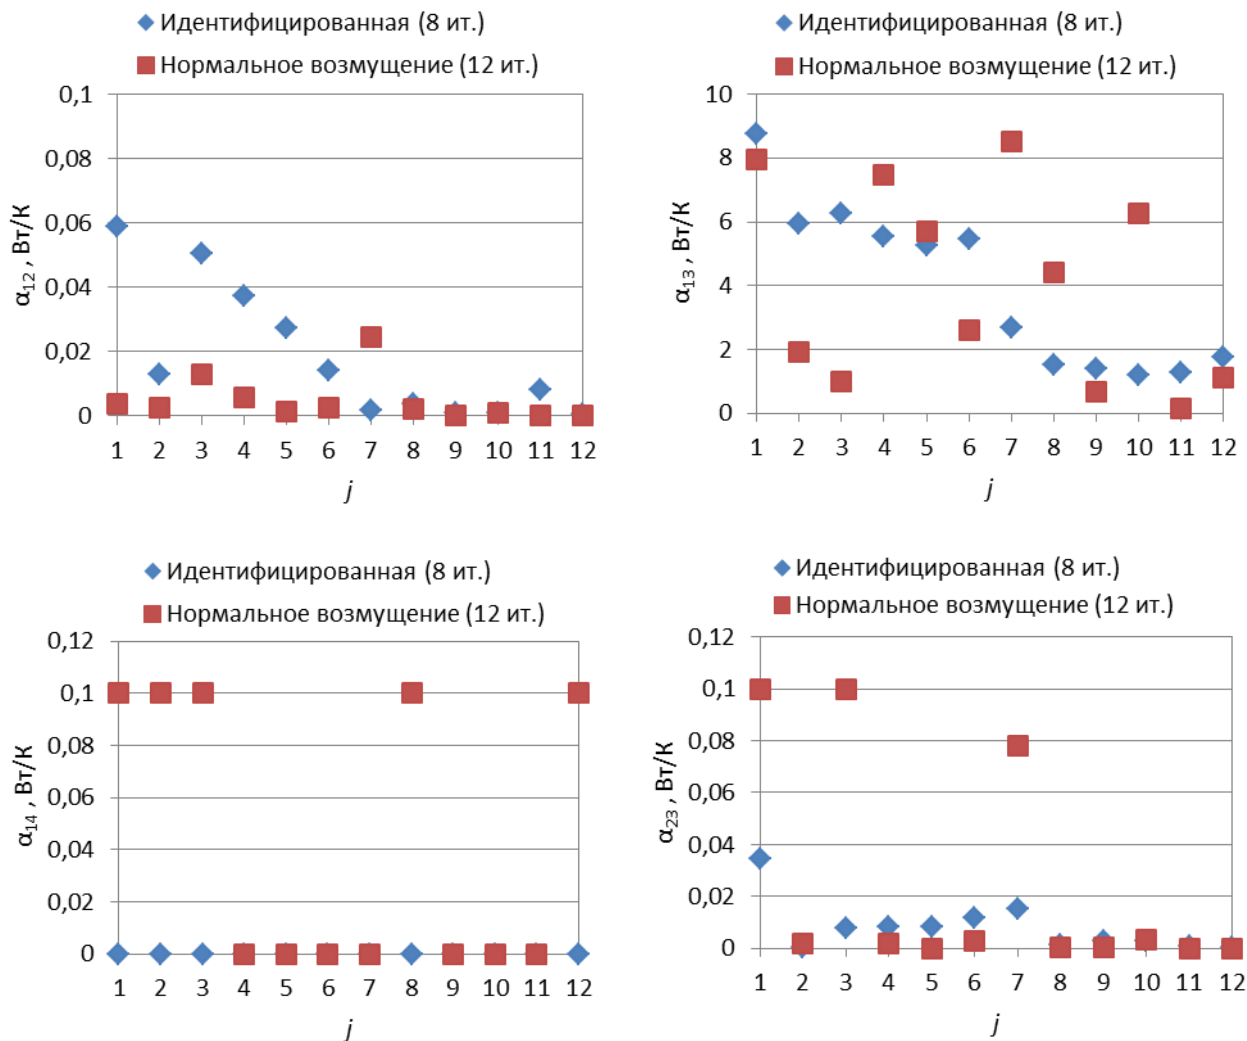 Идентифицированная (8 ит.)
Нормальное возмущение (12 ит.)
0,1
0,08
0,06
0,04
0,02
0
α12 , Вт/К
1 2 3 4 5 6 7 8 9 10 11 12
j
Идентифицированная (8 ит.)
Нормальное возмущение (12 ит.)
10
8
6
4
2
0
α13 , Вт/К
1 2 3 4 5 6 7 8 9 10 11 12
j
Идентифицированная (8 ит.)
Нормальное возмущение (12 ит.)
0,12
0,1
0,08
0,06
0,04
0,02
0
α14 , Вт/К
1 2 3 4 5 6 7 8 9 10 11 12
j
Идентифицированная (8 ит.)
Нормальное возмущение (12 ит.)
0,12
0,1
0,08
0,06
0,04
0,02
0
α23 , Вт/К
1 2 3 4 5 6 7 8 9 10 11 12
j